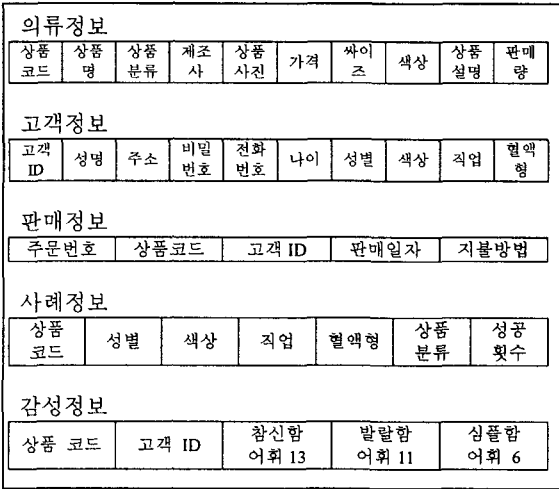 의류정보
상품 코드 상품 명 상품 분류 제조 사 상품 사진 가격 싸이 즈 색상 상품 설명 판매 량
고객정보
고객 ID 성명 주소 비밀 번호 전화 번호 나이 성별 색상 직업 혈액 형
판매정보
주문번호 상품코드 고객 ID 판매일자 지불방법
사례정보
상품 코드 성별 색상 직업 혈액형 상품 분류 성공 횟수
감성정보
상품 코드 고객 ID 참신함 어휘 13 발랄함 어휘 11 심플함 어휘 6